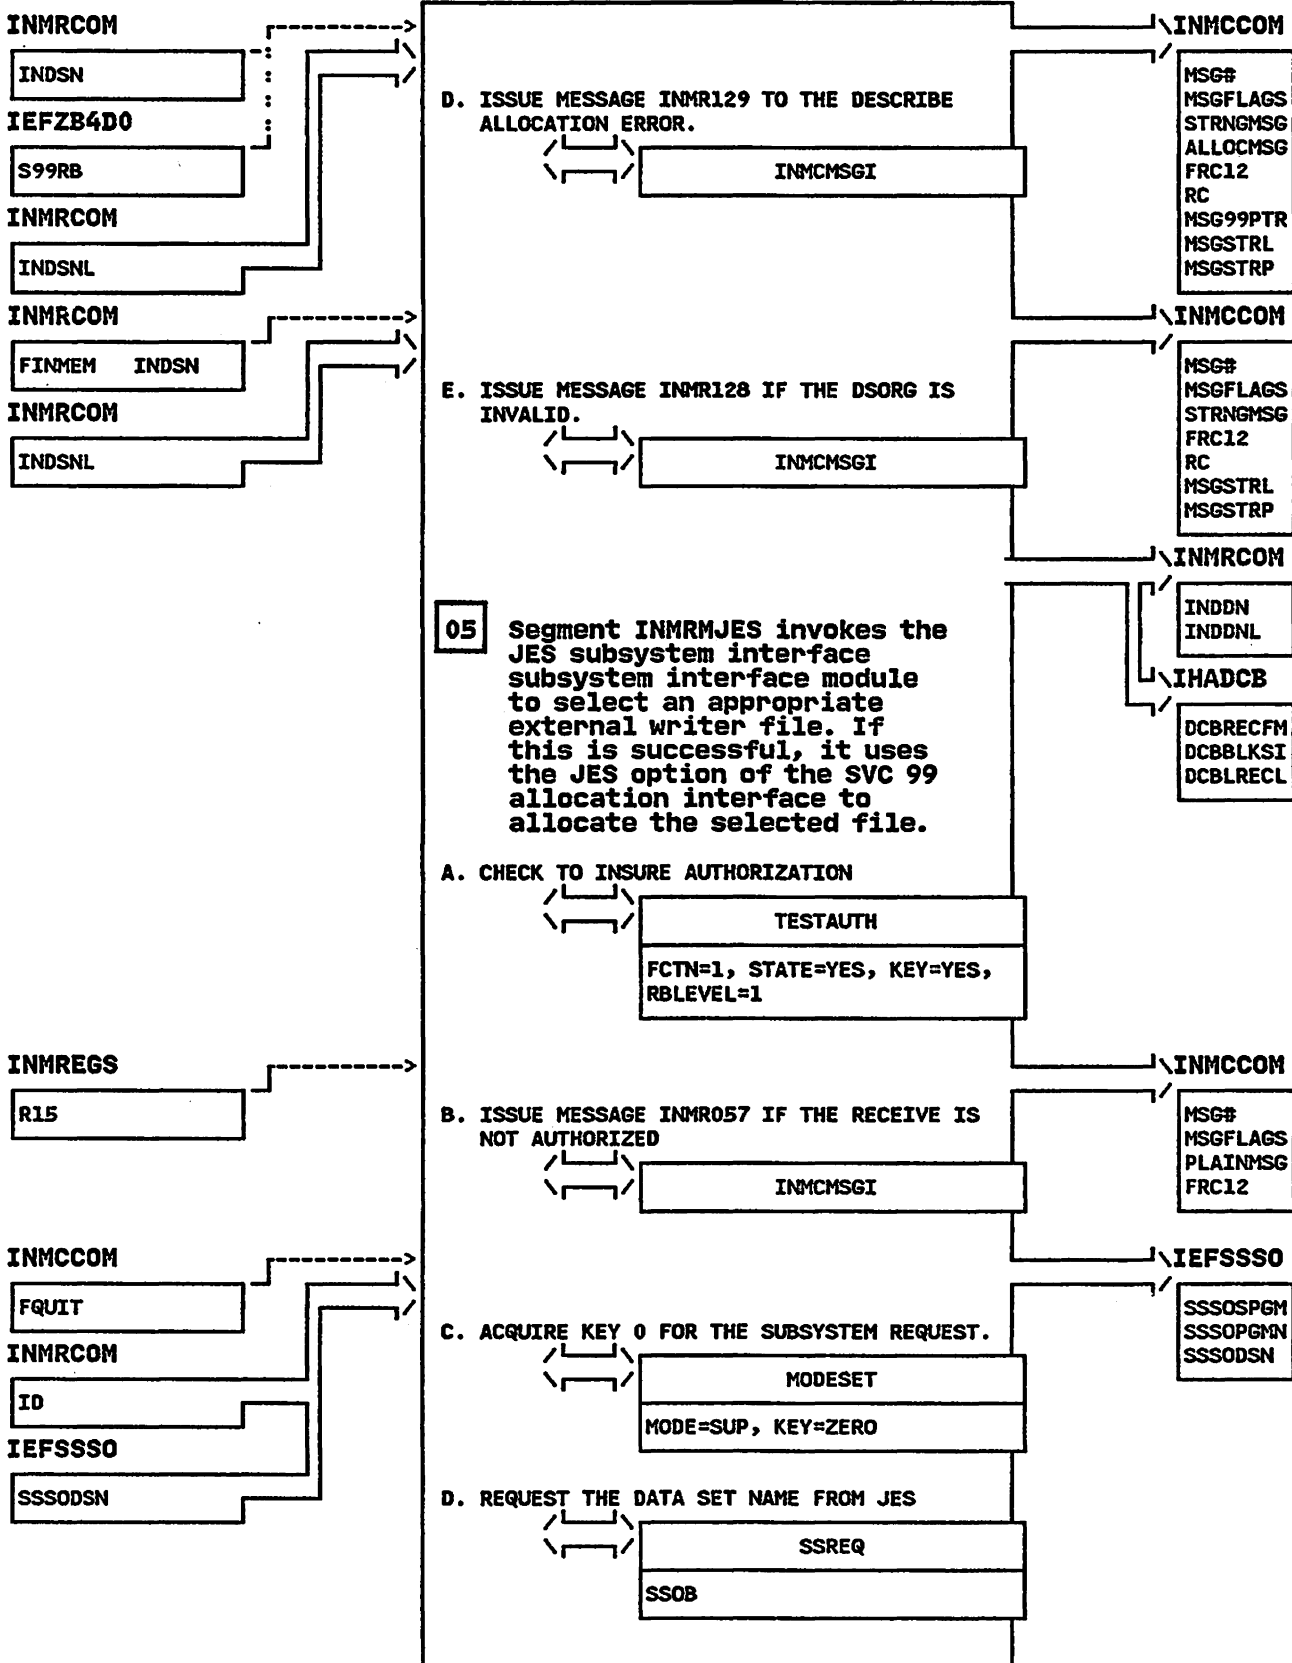 INMRCOM
INDSN
IEFZB4D0
S99RB
INMRCOM
INDSNL
INMRCOM
FINMEM INDSN
INMRCOM
INDSNL
INMREGS
R15
INMCCOM
FQUIT
INMRCOM
ID
IEFSSSO
SSSODSN
D. ISSUE MESSAGE INMR129 TO THE DESCRIBE
ALLOCATION ERROR.
INMCMSGI
E. ISSUE MESSAGE INMR128 IF THE DSORG IS
INVALID.
INMCMSGI
05 Segment INMRMJES invokes the
JES subsystem interface
subsystem interface module
to select an appropriate
external writer file. If
this is successful, it uses
the JES option of the SVC 99
allocation interface to
allocate the selected file.
A. CHECK TO INSURE AUTHORIZATION
TESTAUTH
FCTN=1, STATE=YES, KEY=YES,
RBLEVEL=1
B. ISSUE MESSAGE INMR057 IF THE RECEIVE IS
NOT AUTHORIZED
INMCMSGI
C. ACQUIRE KEY 0 FOR THE SUBSYSTEM REQUEST.
MODESET
MODE=SUP, KEY=ZERO
D. REQUEST THE DATA SET NAME FROM JES
SSREQ
SSOB
INMCCOM
MSG#
MSGFLAGS
STRNGMSG
ALLOCMSG
FRC12
RC
MSG99PTR
MSGSTRL
MSGSTRP
INMCCOM
MSG#
MSGFLAGS
STRNGMSG
FRC12
RC
MSGSTRL
MSGSTRP
INMRCOM
INDDN
INDDNL
IHADCB
DCBRECFM
DCBBLKSI
DCBLRECL
INMCCOM
MSG#
MSGFLAGS
PLAINMSG
FRC12
IEFSSSO
SSSOSPGM
SSSOPGMN
SSSODSN